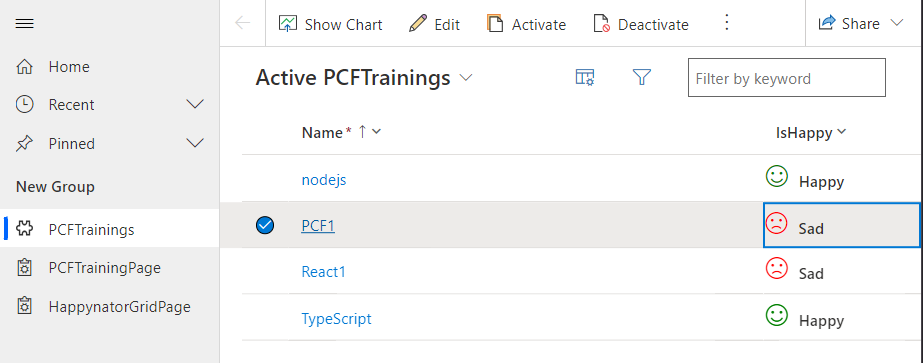 Show Chart Edit Activate Deactivate Share
Home
Recent
Pinned
New Group
PCFTrainings
PCFTrainingPage
HappynatorGridPage
Active PCFTrainings
Filter by keyword
Name* IsHappy
nodejs Happy
PCF1 Sad
React1 Sad
TypeScript Happy